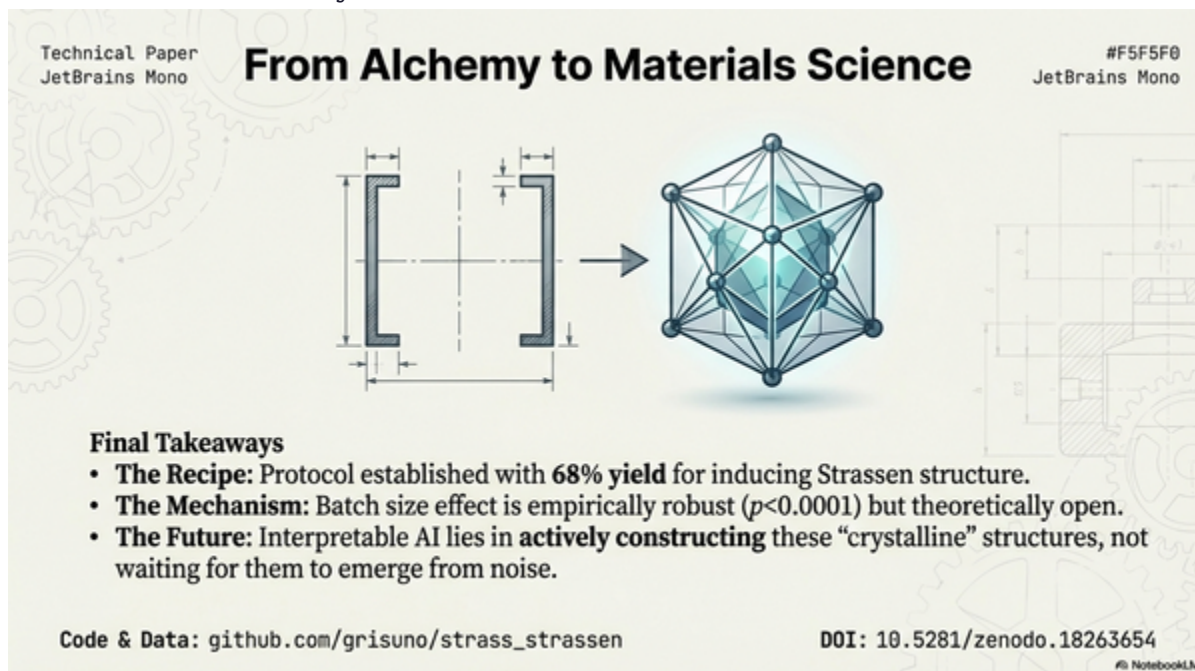 Technical Paper
JetBrains Mono
From Alchemy to Materials Science
#F5F5F0
JetBrains Mono
Final Takeaways
• The Recipe: Protocol established with 68% yield for inducing Strassen structure.
• The Mechanism: Batch size effect is empirically robust (p<0.0001) but theoretically open.
• The Future: Interpretable AI lies in actively constructing these “crystalline” structures, not
waiting for them to emerge from noise.
Code & Data: github.com/grisuno/strass_strassen
DOI: 10.5281/zenodo.18263654